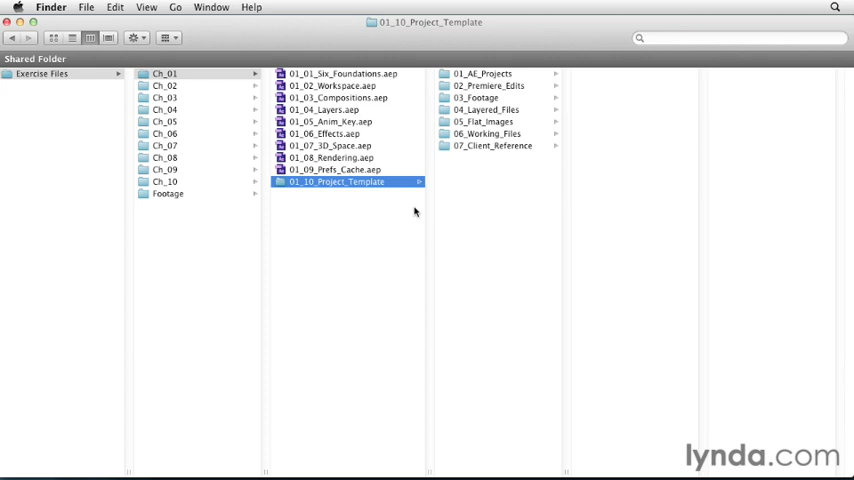 Finder File Edit View Go Window Help
01_10_Project_Template
Shared Folder
Exercise Files
Ch_01
Ch_02
Ch_03
Ch_04
Ch_05
Ch_06
Ch_07
Ch_08
Ch_09
Ch_10
Footage
01_01_Six_Foundations.aep
01_02_Workspace.aep
01_03_Compositions.aep
01_04_Layers.aep
01_05_Anim_Key.aep
01_06_Effects.aep
01_07_3D_Space.aep
01_08_Rendering.aep
01_09_Prefs_Cache.aep
01_10_Project_Template
01_AE_Projects
02_Premiere_Edits
03_Footage
04_Layered_Files
05_Flat_Images
06_Working_Files
07_Client_Reference
lynda.com